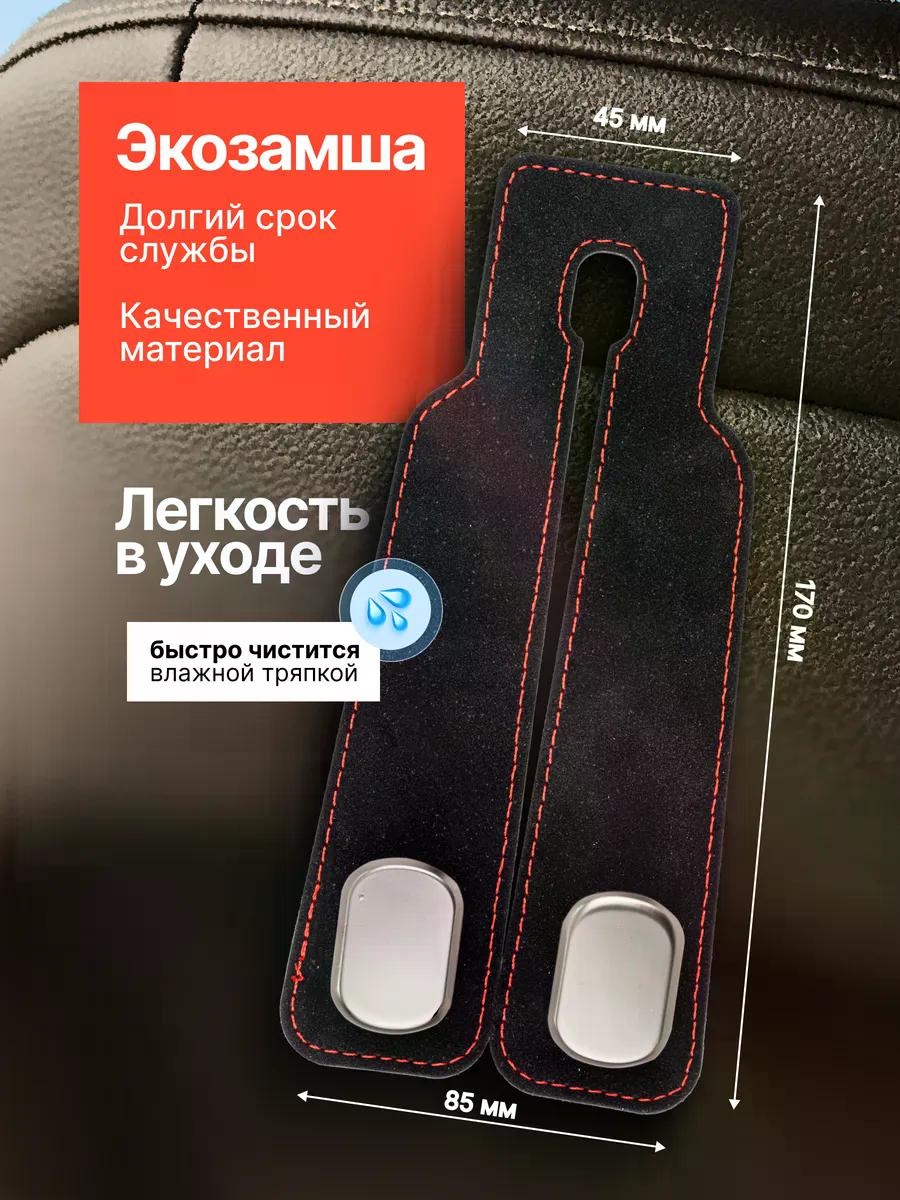 45 мм
Экозамша
Долгий срок
службы
Качественный
материал
Легкость
в уходе
170 мм
быстро чистится
влажной тряпкой
85 мм